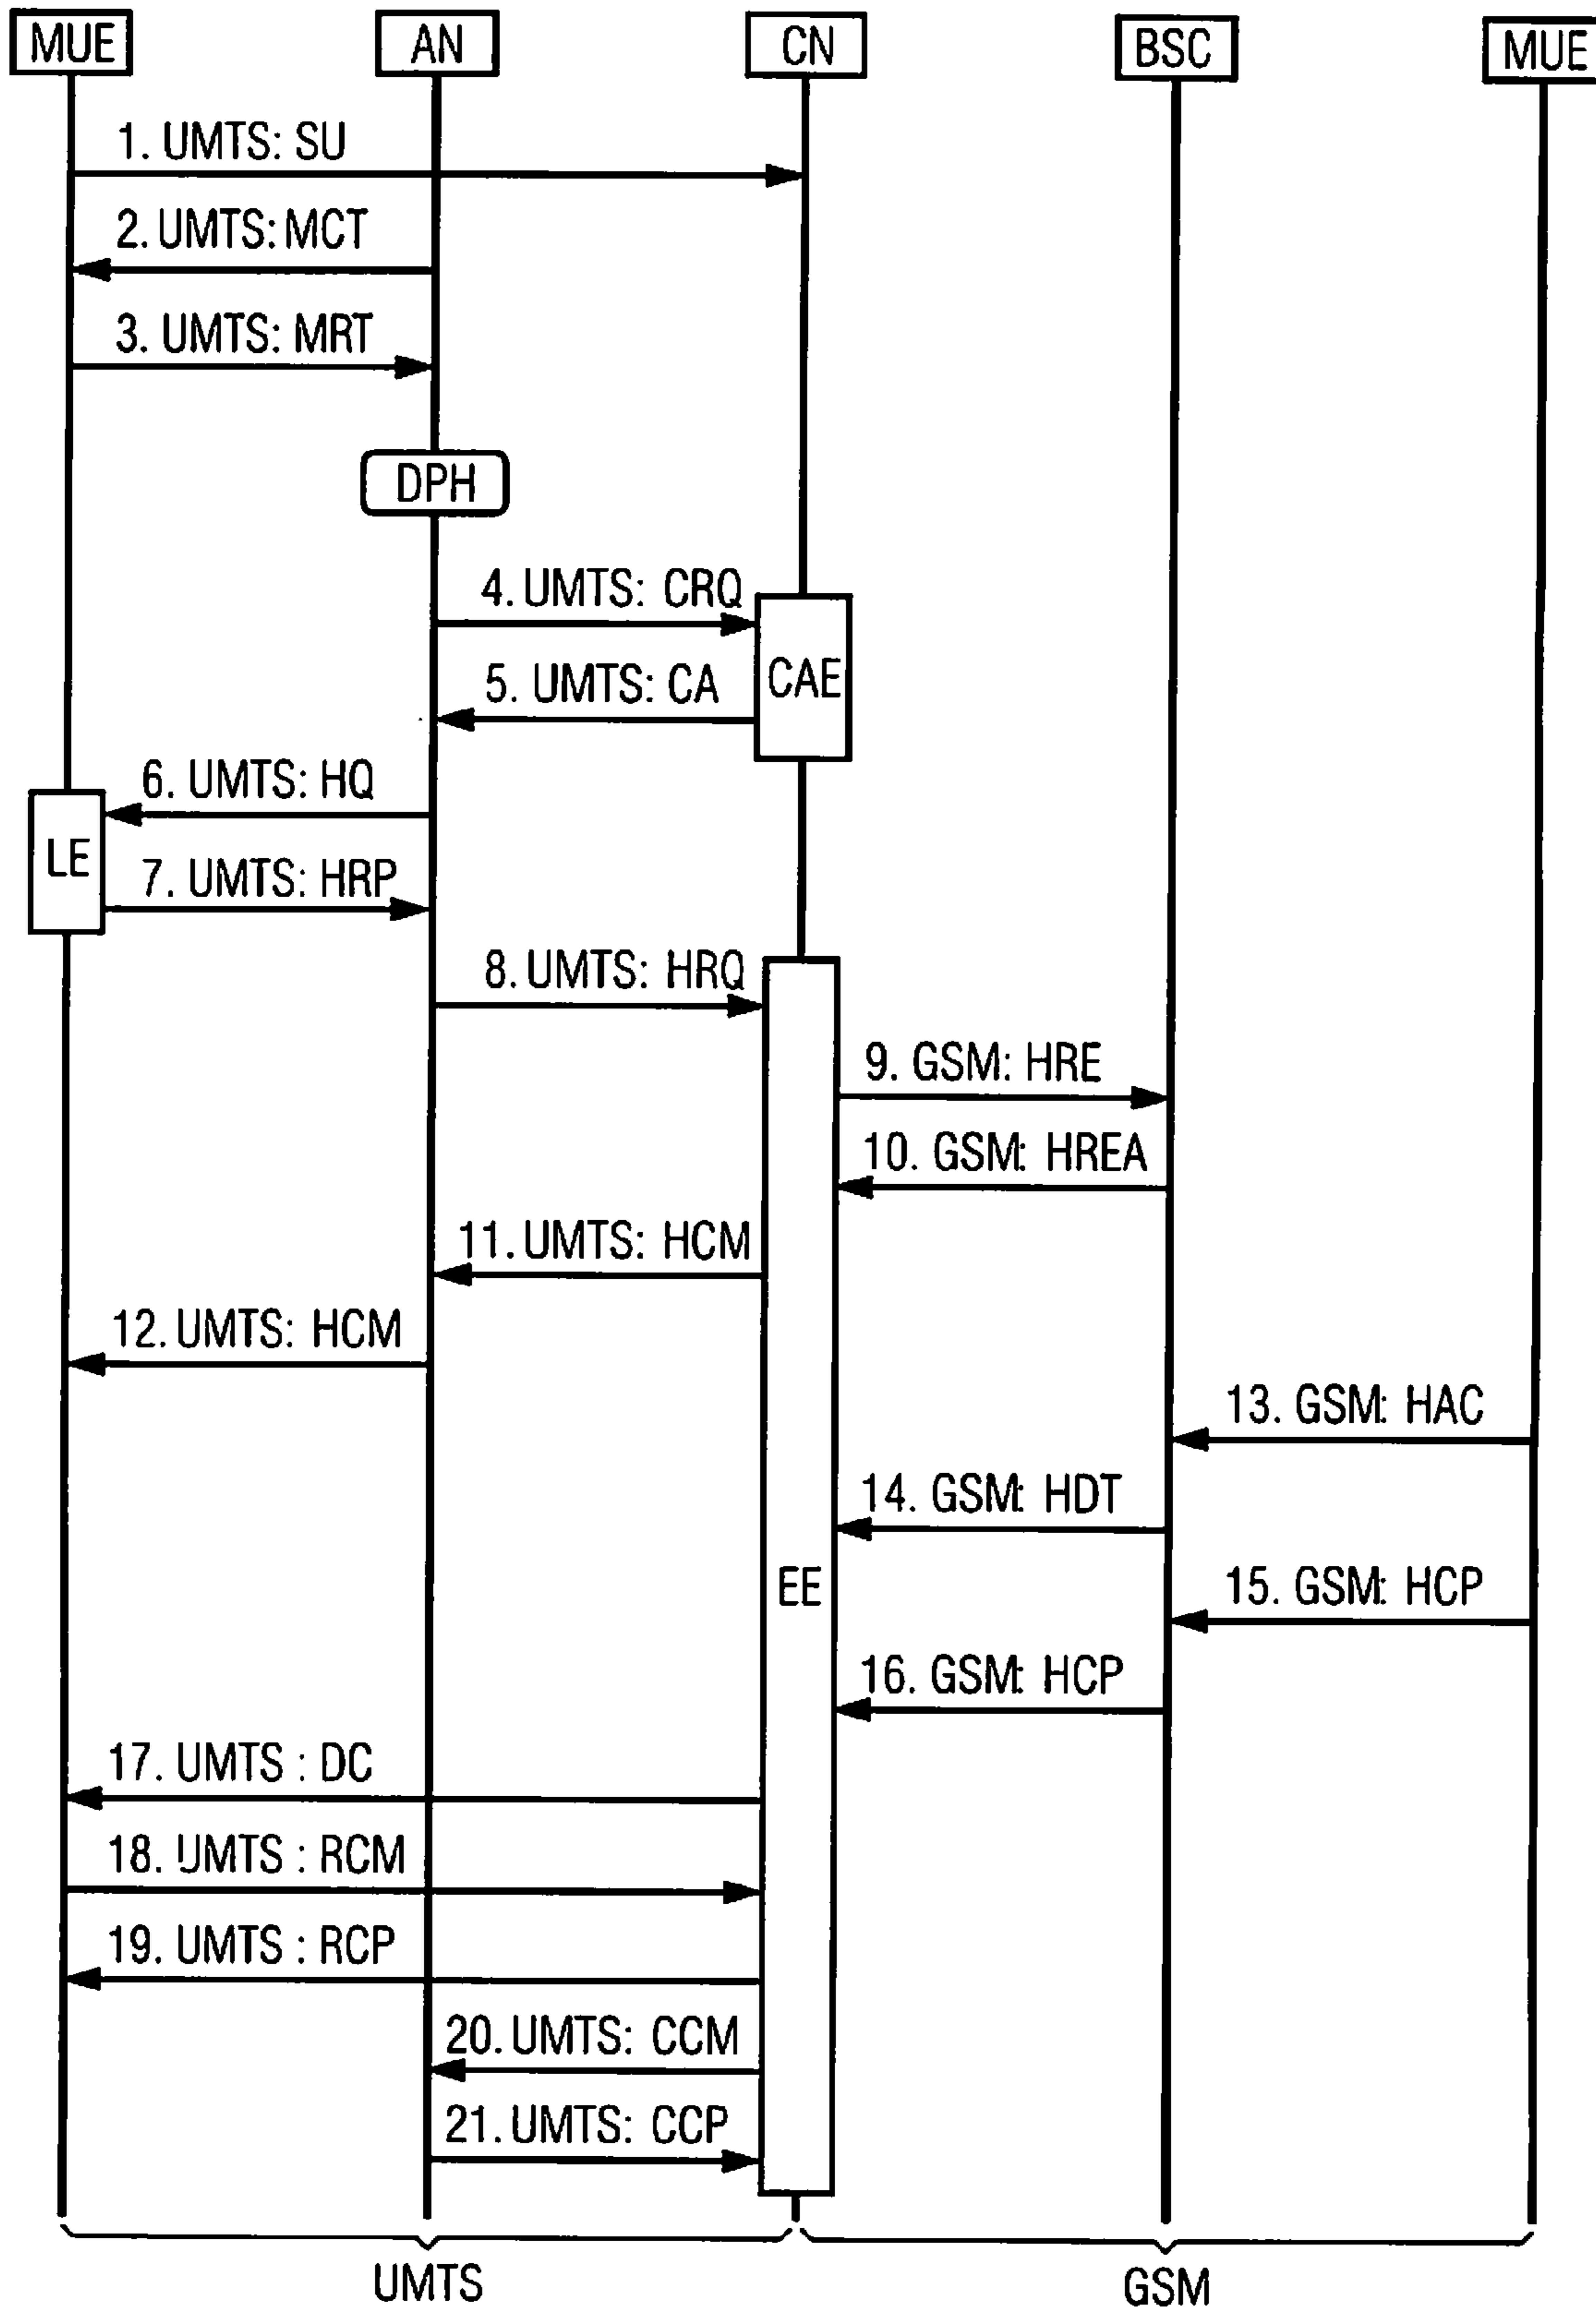 MUE AN CN BSC MUE
1. UMTS: SU
2. UMTS: MCT
3. UMTS: MRT
DPH
4. UMTS: CRQ
CAE
5. UMTS: CA
6. UMTS: HQ
LE
7. UMTS: HRP
8. UMTS: HRQ
9. GSM: HRE
10. GSM: HREA
11. UMTS: HCM
12. UMTS: HCM
13. GSM: HAC
14. GSM: HDT
EE
15. GSM: HCP
16. GSM: HCP
17. UMTS : DC
18. UMTS : RCM
19. UMTS : RCP
20. UMTS: CCM
21. UMTS: CCP
UMTS GSM